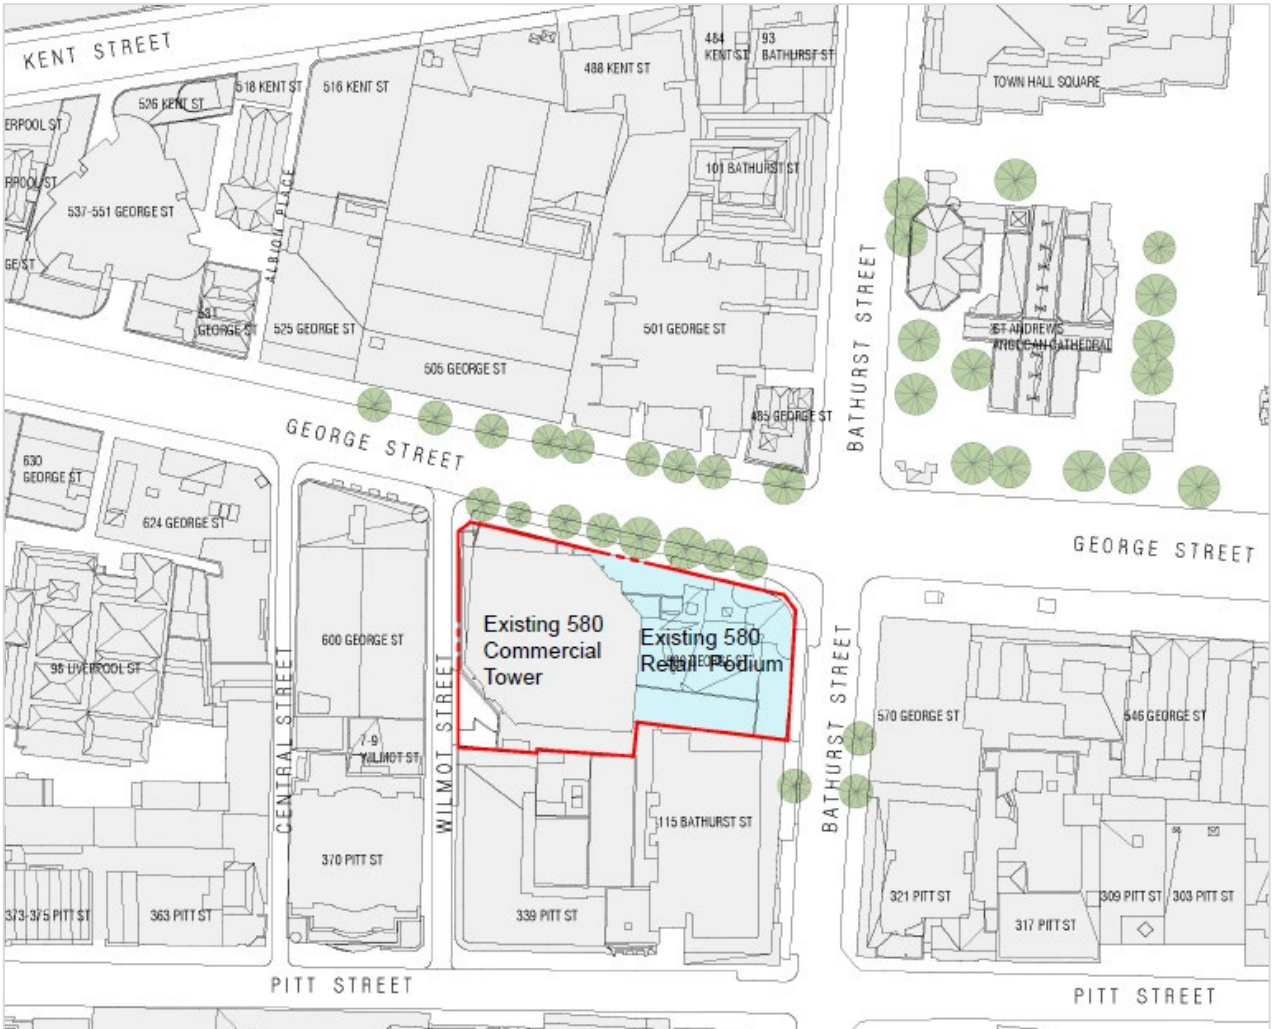 KENT STREET
484
KENT ST
93
BATHURST ST
488 KENT ST
TOWN HALL SQUARE
518 KENT ST
516 KENT ST
526 KENT ST
ERPOOL ST
101 BATHURST ST
RPOOL ST
537-551 GEORGE ST
ALBION PLACE
GE ST
531
GEORGE ST
525 GEORGE ST
501 GEORGE ST
BATHURST STREET
ST ANDREWS
ANGLICAN CATHEDRAL
505 GEORGE ST
485 GEORGE ST
GEORGE STREET
630
GEORGE ST
624 GEORGE ST
GEORGE STREET
600 GEORGE ST
Existing 580
Commercial
Tower
Existing 580
Retail Podium
98 LIVERPOOL ST
CENTRAL STREET
WILMOT STREET
BATHURST STREET
570 GEORGE ST
546 GEORGE ST
7-9
WILMOT ST
115 BATHURST ST
370 PITT ST
373-375 PITT ST
363 PITT ST
339 PITT ST
321 PITT ST
309 PITT ST
303 PITT ST
317 PITT ST
PITT STREET
PITT STREET